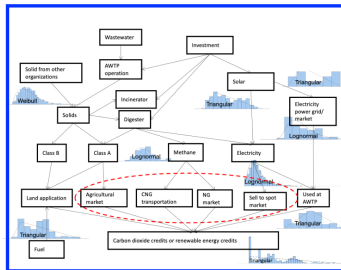 Wastewater
Investment
Solid from other
organizations
AWTP
operation
Solar
Triangular
Weibull
Incinerator
Triangular
Electricity
power grid/
market
Solids
Digester
Lognormal
Class B
Class A
Lognormal
Methane
Electricity
Lognormal
Land application
Agricultural
market
CNG
transportation
NG
market
Sell to spot
market
Used at
AWTP
Triangular
Triangular
Fuel
Carbon dioxide credits or renewable energy credits
Triangular